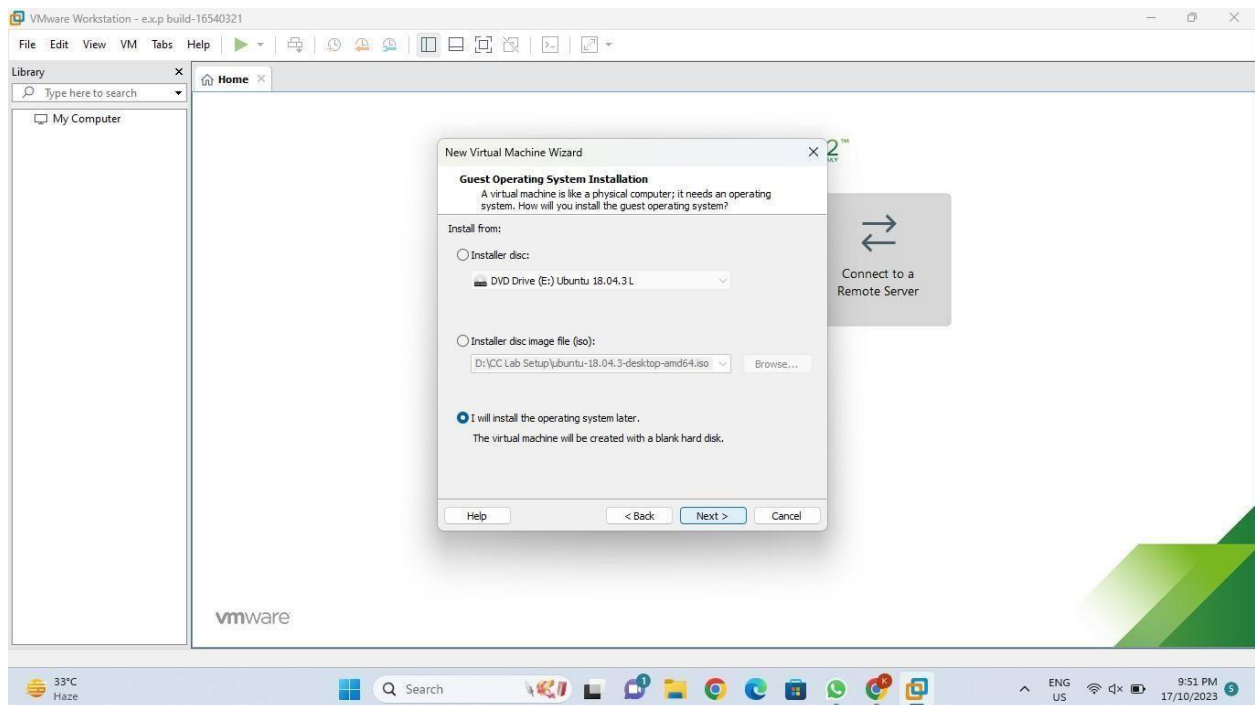 VMware Workstation - e.x.p build-16540321
File Edit View VM Tabs Help
Library
Home
Type here to search
My Computer
2™
New Virtual Machine Wizard
Guest Operating System Installation
A virtual machine is like a physical computer; it needs an operating
system. How will you install the guest operating system?
Install from:
Installer disc:
DVD Drive (E:) Ubuntu 18.04.3 L
Installer disc image file (iso):
D:\CC Lab Setup\ubuntu-18.04.3-desktop-amd64.iso
Browse...
I will install the operating system later.
The virtual machine will be created with a blank hard disk.
Help < Back Next > Cancel
Connect to a
Remote Server
vmware
33°C
Haze
Search
1
K
ENG
US
9:51 PM
17/10/2023
5